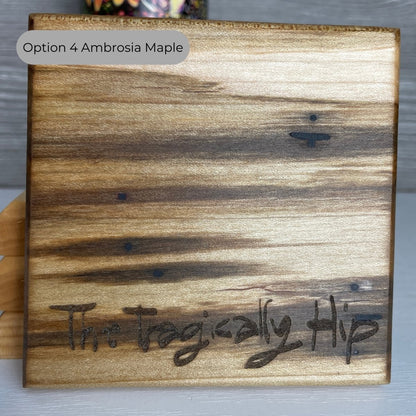 Option 4 Ambrosia Maple
The Tragically Hip